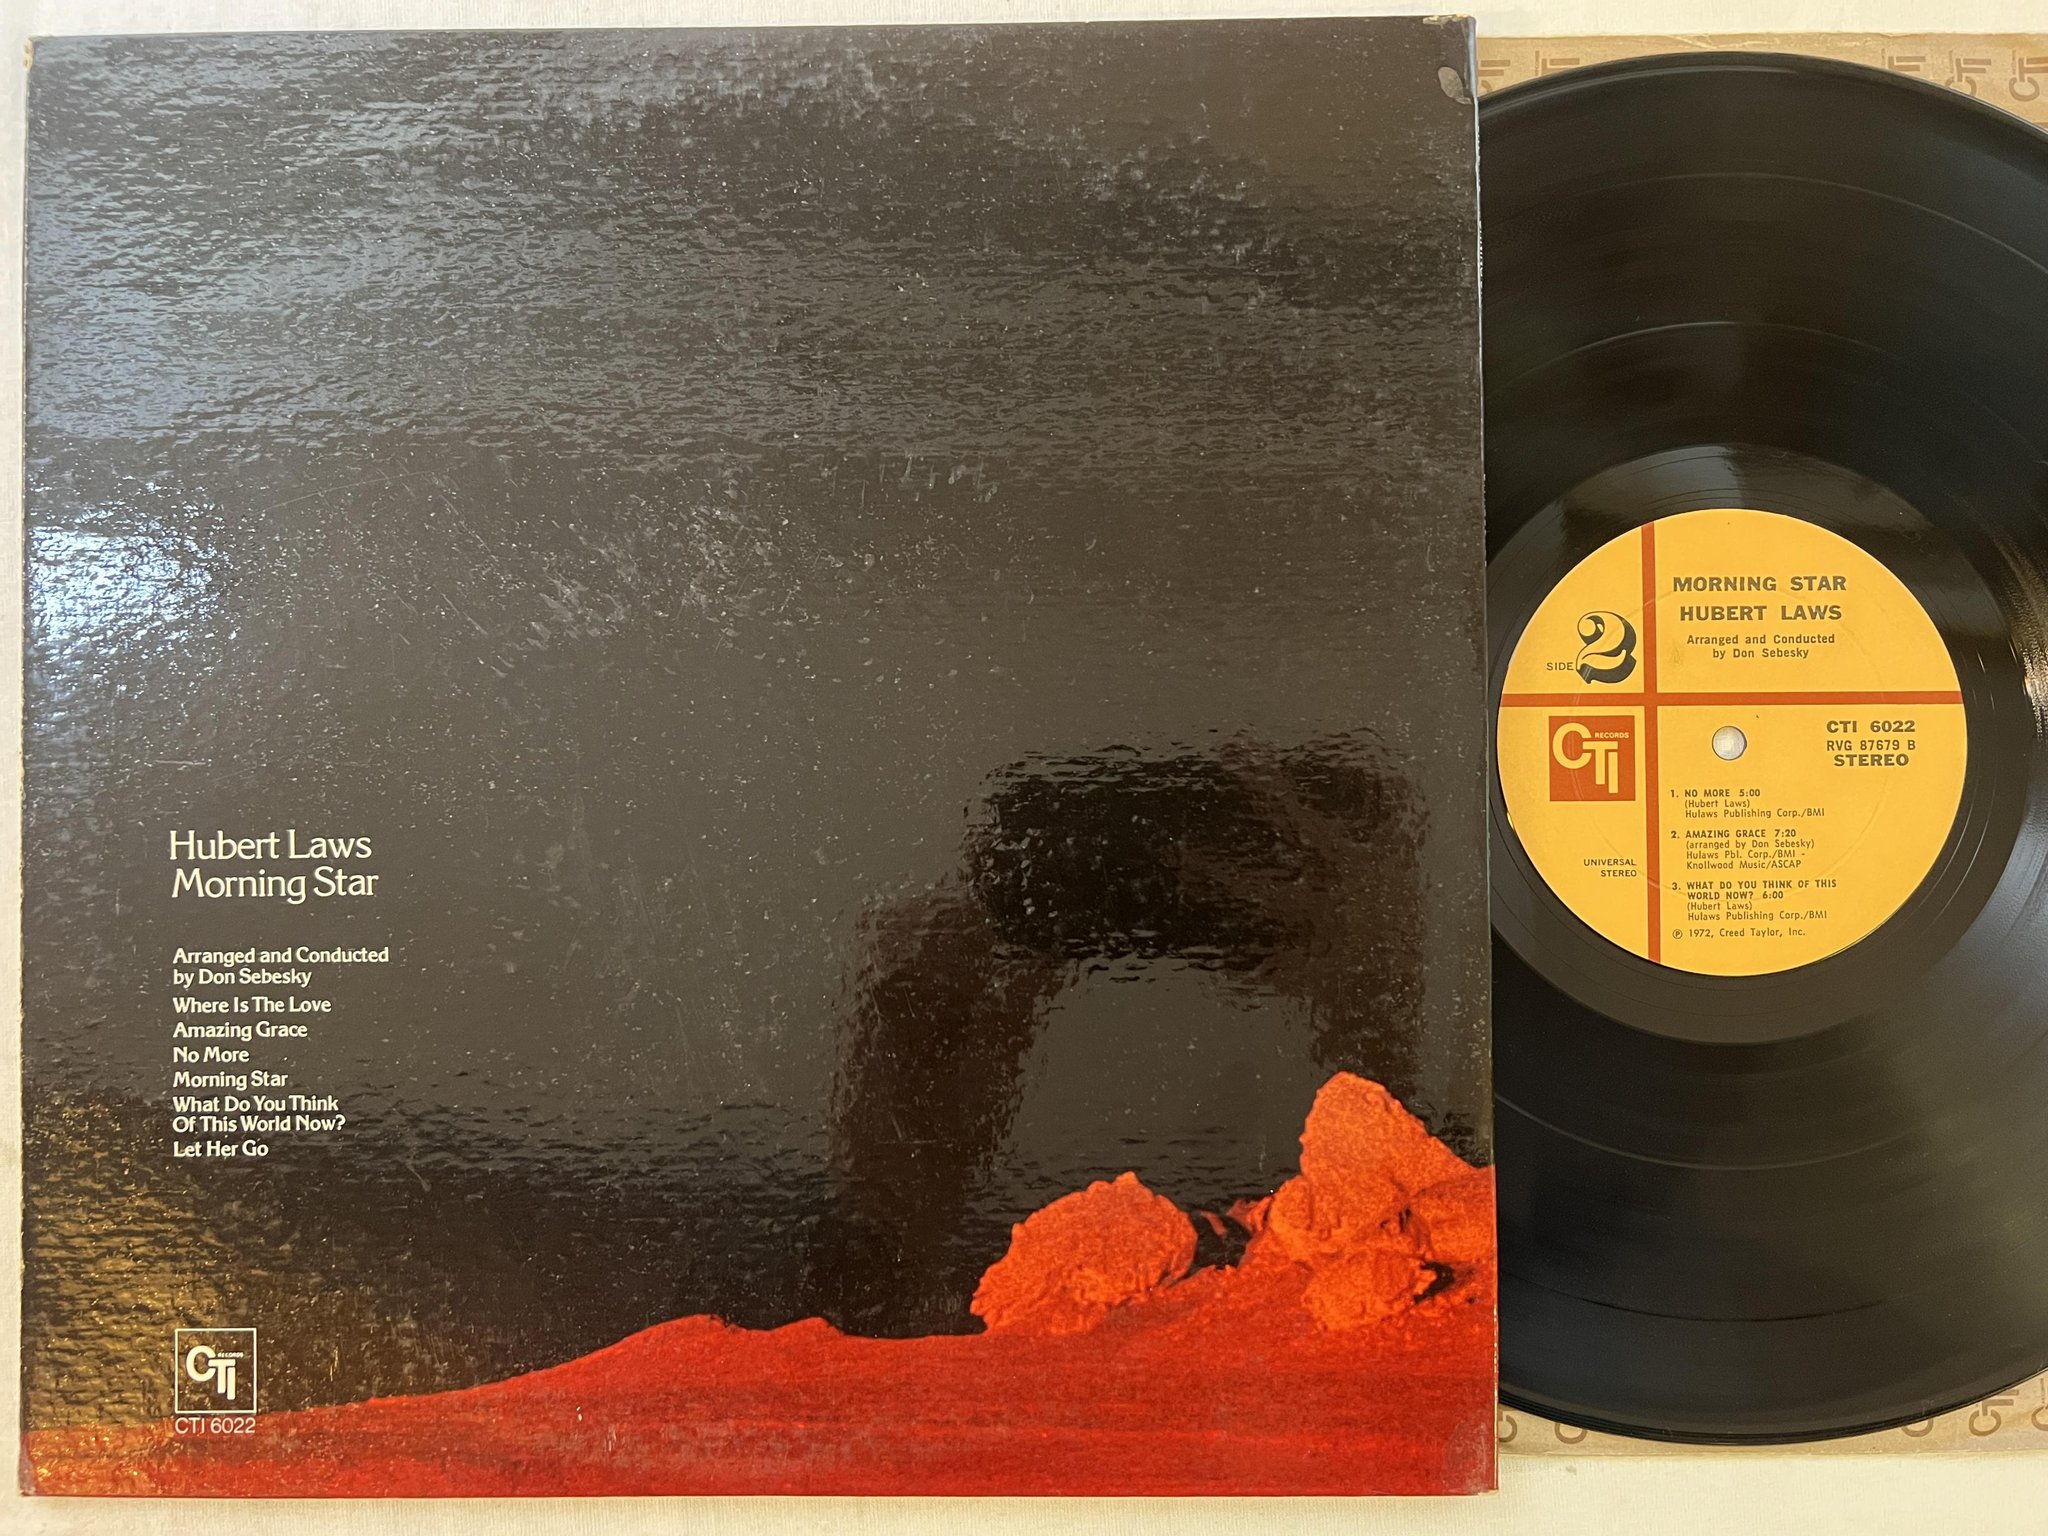 Hubert Laws
Morning Star
Arranged and Conducted
by Don Sebesky
Where Is The Love
Amazing Grace
No More
Morning Star
What Do You Think
Of This World Now?
Let Her Go
CTI RECORDS
CTI 6022
MORNING STAR
HUBERT LAWS
Arranged and Conducted
by Don Sebesky
SIDE 2
CTI RECORDS
CTI 6022
RVG 87679 B
STEREO
UNIVERSAL
STEREO
1. NO MORE 5:00
(Hubert Laws)
Hulaws Publishing Corp./BMI
2. AMAZING GRACE 7:20
(arranged by Don Sebesky)
Hulaws Pbl. Corp./BMI -
Knollwood Music/ASCAP
3. WHAT DO YOU THINK OF THIS
WORLD NOW? 6:00
(Hubert Laws)
Hulaws Publishing Corp./BMI
℗ 1972, Creed Taylor, Inc.
CTI
CTI
CTI